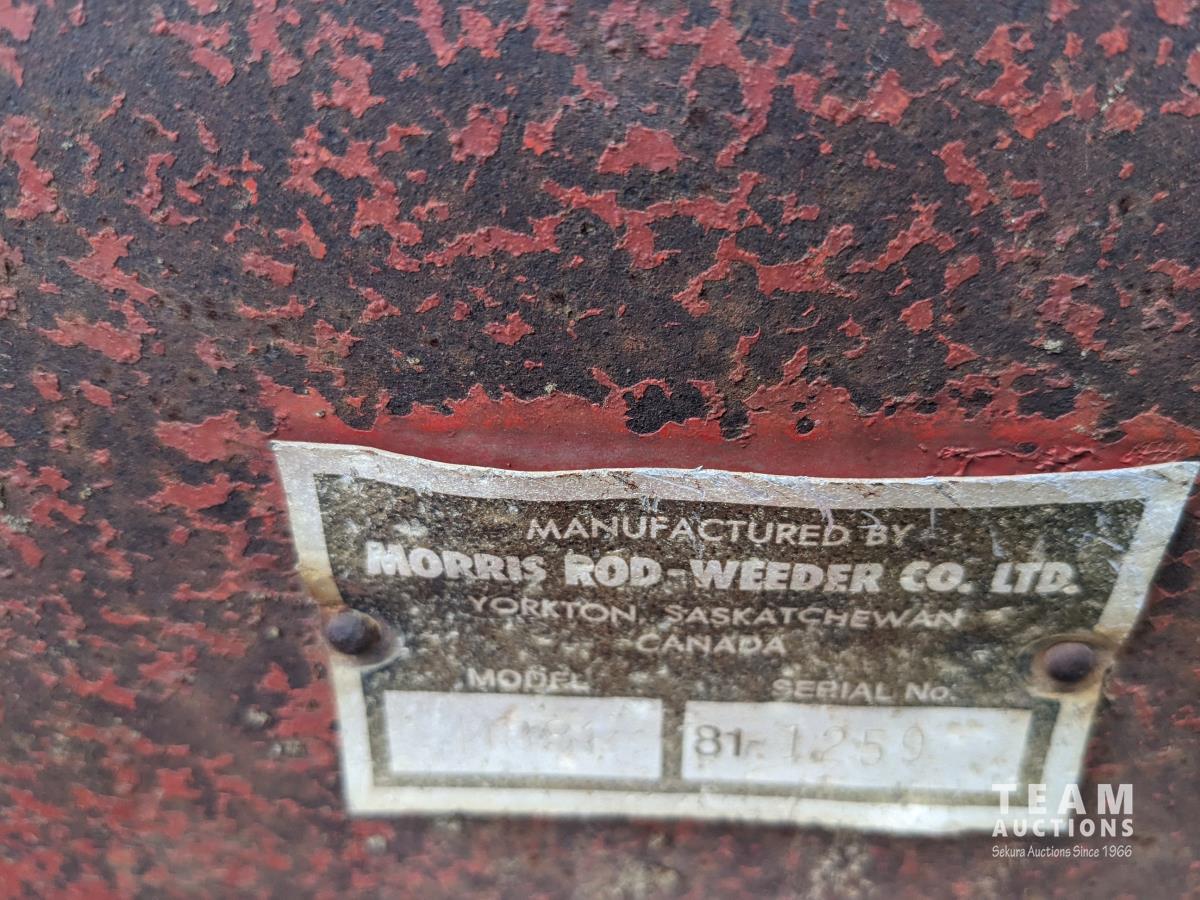 MANUFACTURED BY
MORRIS ROD-WEEDER CO. LTD.
YORKTON, SASKATCHEWAN
CANADA
MODEL
SERIAL No.
81- 1259
TEAM
AUCTIONS
Sekura Auctions Since 1966